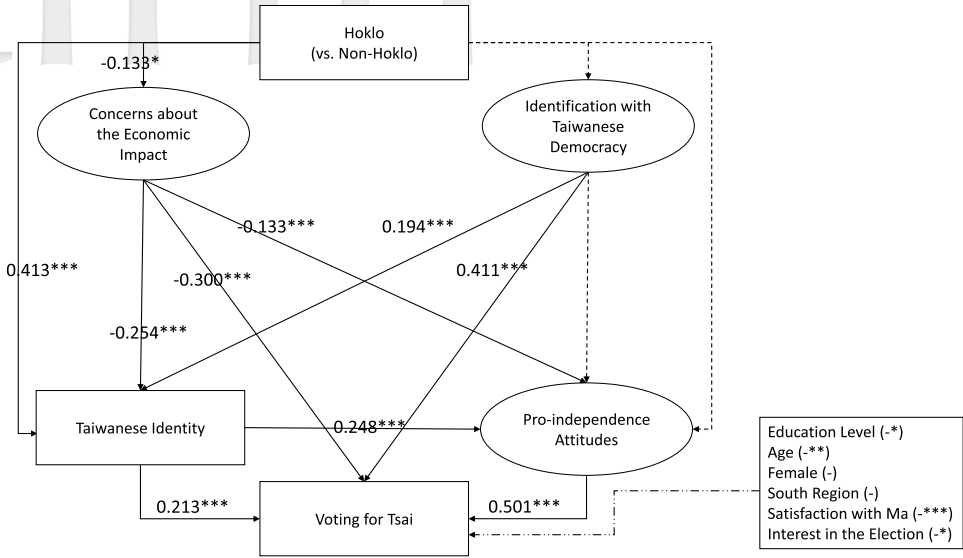 Hoklo
(vs. Non-Hoklo)
-0.133*
Concerns about
the Economic
Impact
Identification with
Taiwanese
Democracy
-0.133***
0.194***
0.413***
-0.300***
0.411***
-0.254***
Taiwanese Identity
0.248***
Pro-independence
Attitudes
0.213***
Voting for Tsai
0.501***
Education Level (-*)
Age (-**)
Female (-)
South Region (-)
Satisfaction with Ma (-***)
Interest in the Election (-*)